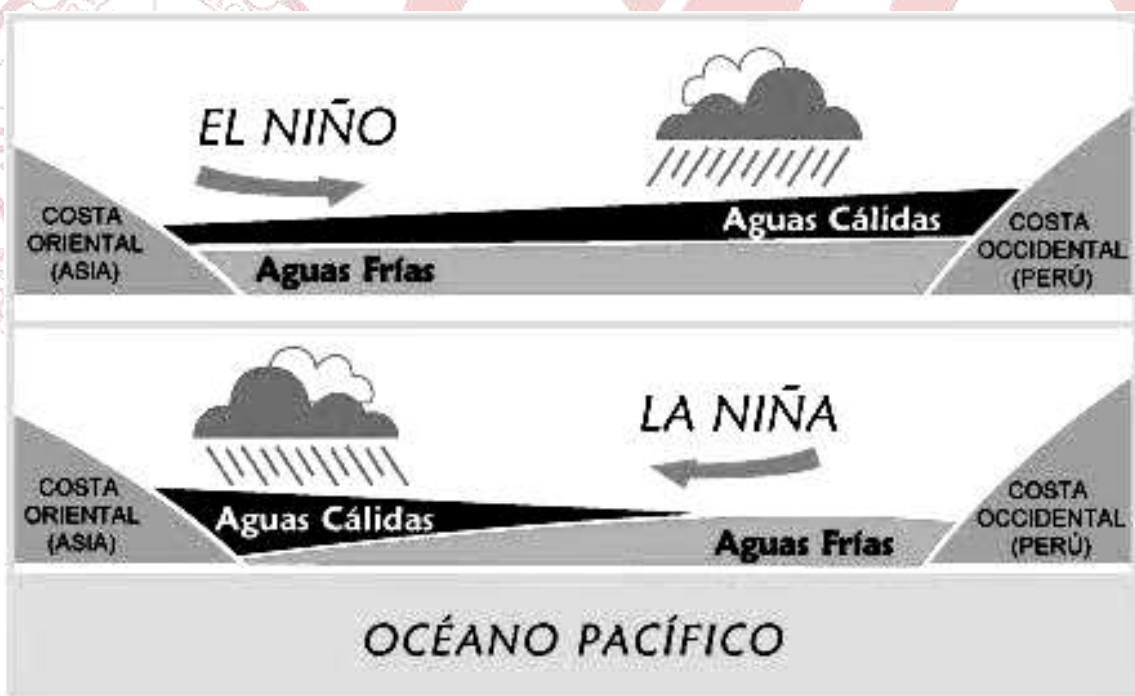 EL NIÑO
COSTA
ORIENTAL
(ASIA)
Aguas Cálidas
Aguas Frías
COSTA
OCCIDENTAL
(PERÚ)
LA NIÑA
COSTA
ORIENTAL
(ASIA)
Aguas Cálidas
Aguas Frías
COSTA
OCCIDENTAL
(PERÚ)
OCÉANO PACÍFICO